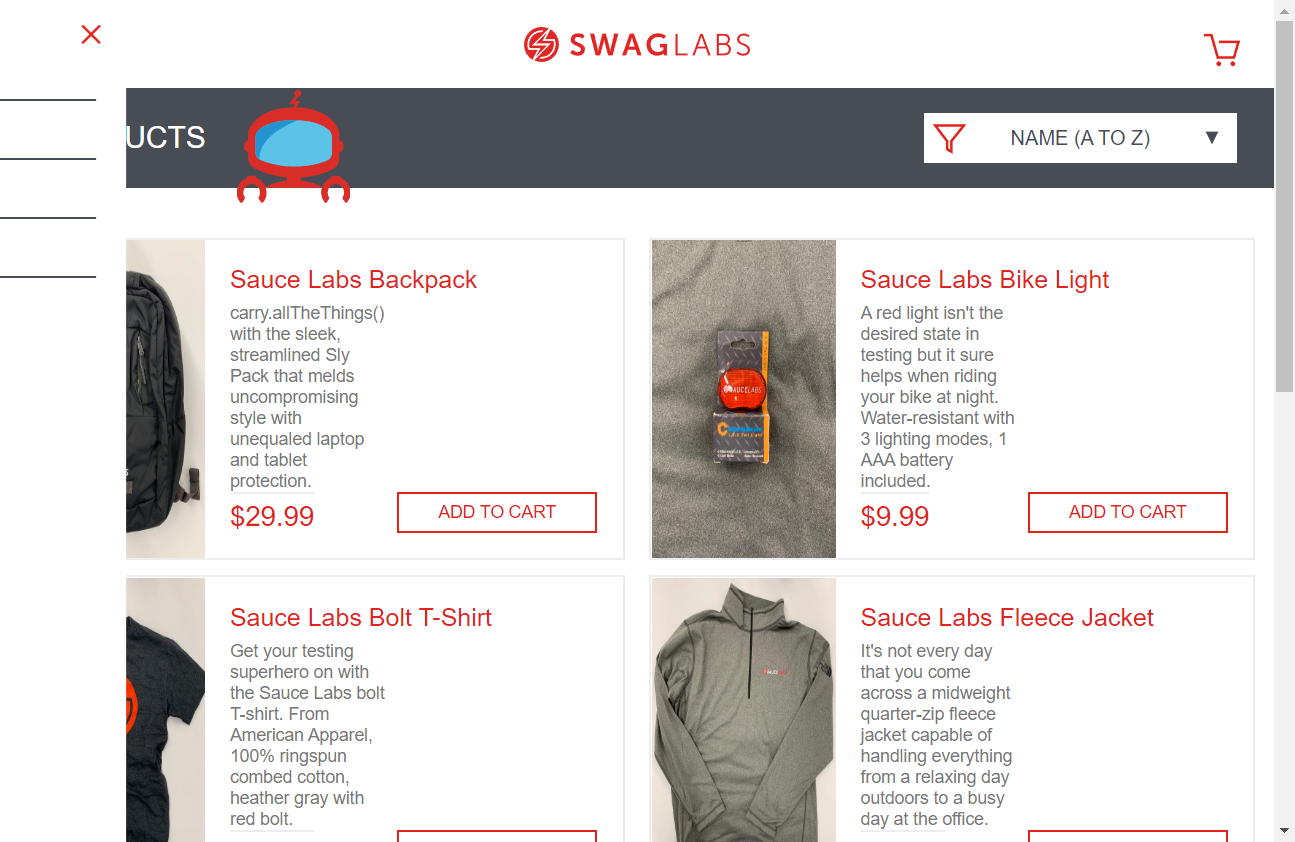 SWAGLABS
UCTS
NAME (A TO Z)
Sauce Labs Backpack
carry.allTheThings()
with the sleek,
streamlined Sly
Pack that melds
uncompromising
style with
unequaled laptop
and tablet
protection.
$29.99
ADD TO CART
Sauce Labs Bike Light
A red light isn't the
desired state in
testing but it sure
helps when riding
your bike at night.
Water-resistant with
3 lighting modes, 1
AAA battery
included.
$9.99
ADD TO CART
Sauce Labs Bolt T-Shirt
Get your testing
superhero on with
the Sauce Labs bolt
T-shirt. From
American Apparel,
100% ringspun
combed cotton,
heather gray with
red bolt.
Sauce Labs Fleece Jacket
It's not every day
that you come
across a midweight
quarter-zip fleece
jacket capable of
handling everything
from a relaxing day
outdoors to a busy
day at the office.